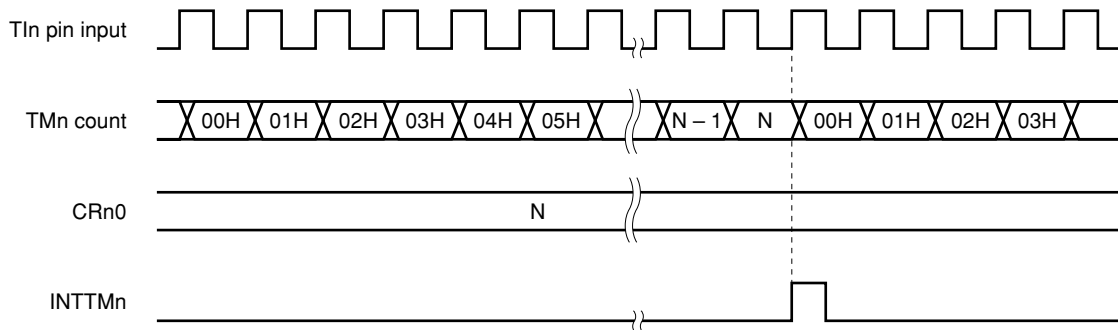 TIn pin input
TMn count 00H 01H 02H 03H 04H 05H N – 1 N 00H 01H 02H 03H
CRn0 N
INTTMn